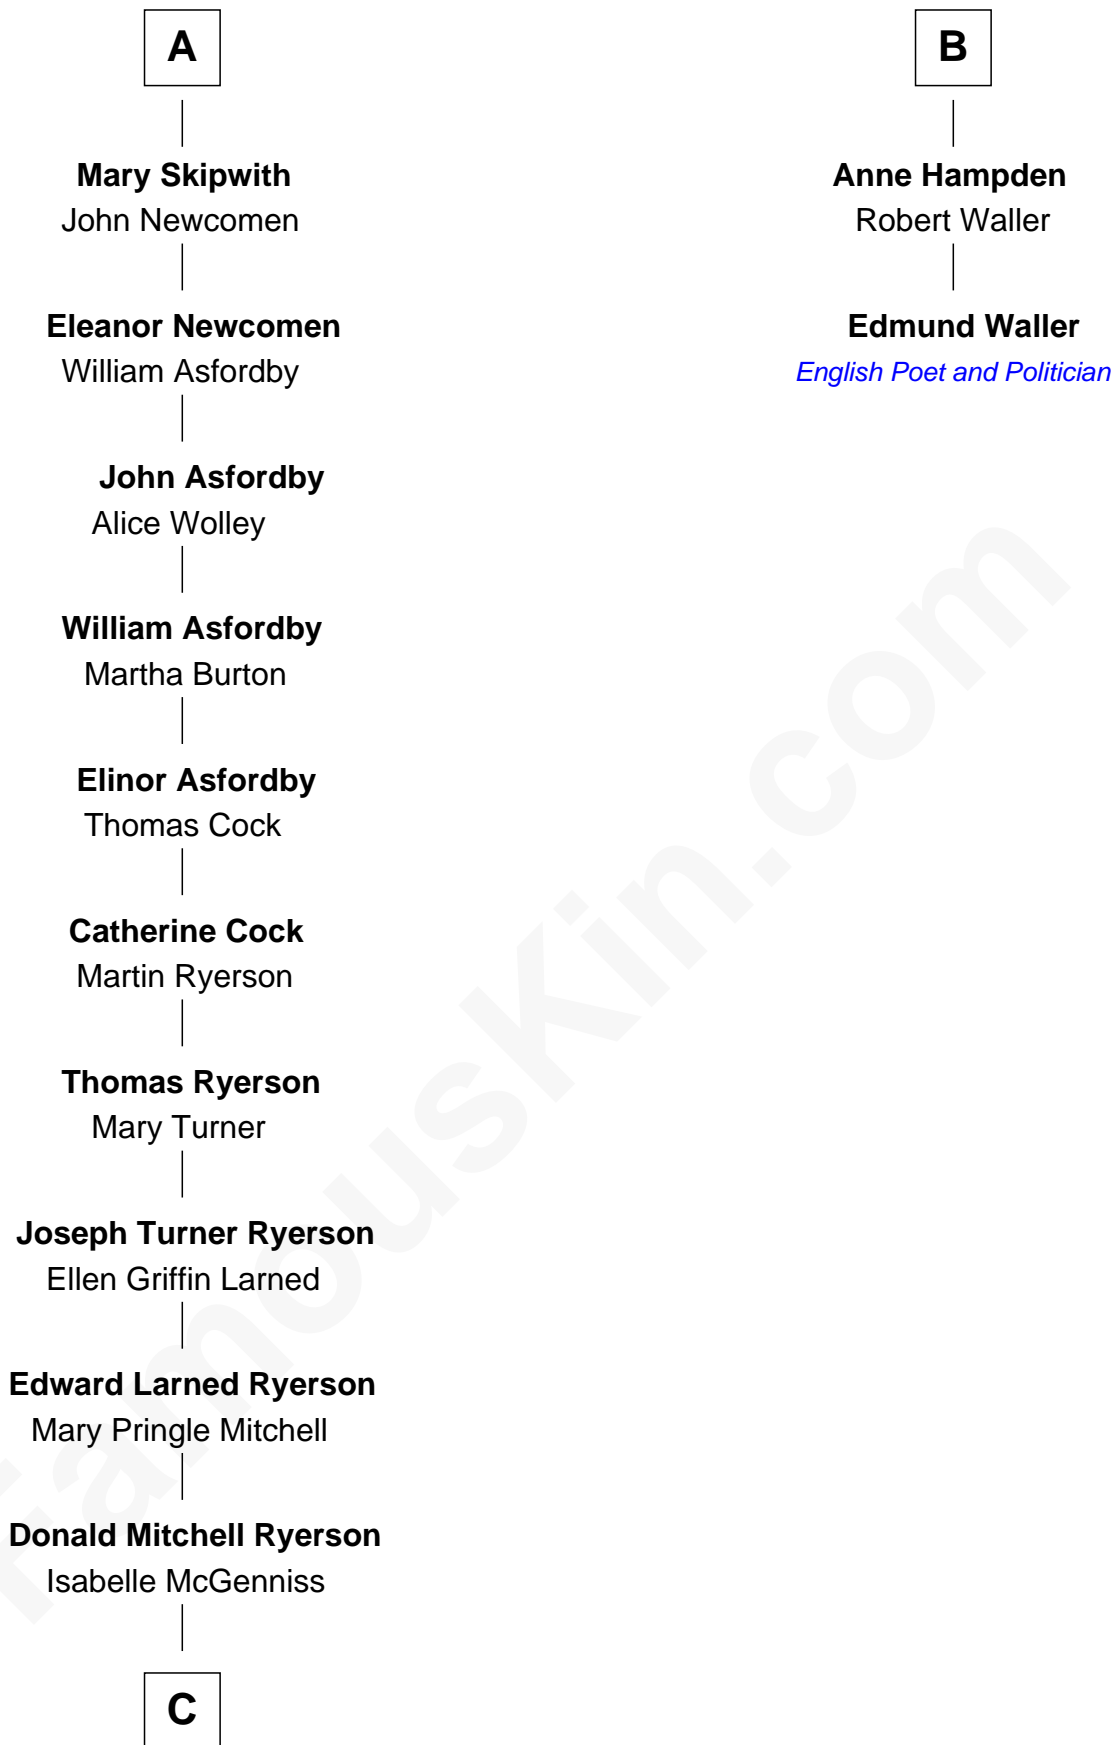 A
Mary Skipwith
John Newcomen
Eleanor Newcomen
William Asfordby
John Asfordby
Alice Wolley
William Asfordby
Martha Burton
Elinor Asfordby
Thomas Cock
Catherine Cock
Martin Ryerson
Thomas Ryerson
Mary Turner
Joseph Turner Ryerson
Ellen Griffin Larned
Edward Larned Ryerson
Mary Pringle Mitchell
Donald Mitchell Ryerson
Isabelle McGenniss
C
B
Anne Hampden
Robert Waller
Edmund Waller
English Poet and Politician
FamousKin.com